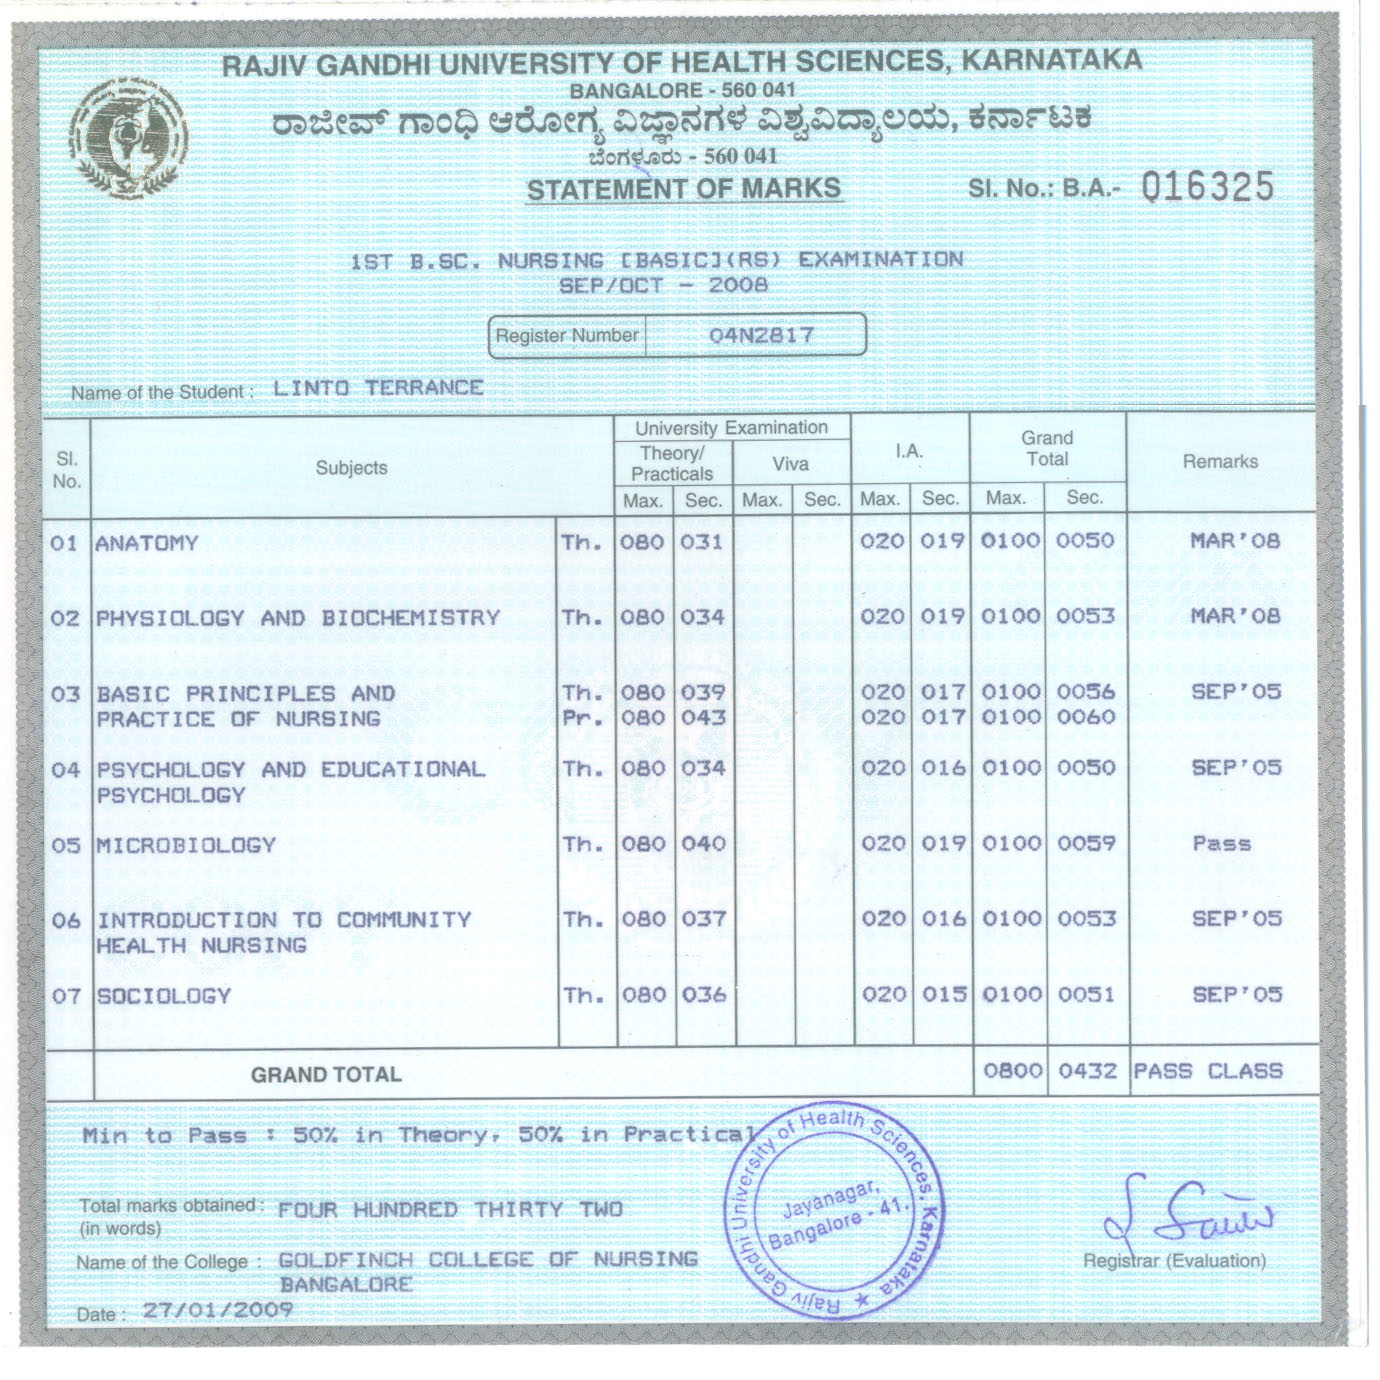 RAJIV GANDHI UNIVERSITY OF HEALTH SCIENCES, KARNATAKA
BANGALORE - 560 041
ರಾಜೀವ್ ಗಾಂಧಿ ಆರೋಗ್ಯ ವಿಜ್ಞಾನಗಳ ವಿಶ್ವವಿದ್ಯಾಲಯ, ಕರ್ನಾಟಕ
ಬೆಂಗಳೂರು - 560 041
STATEMENT OF MARKS
Sl. No.: B.A.- 016325
1ST B.SC. NURSING [BASIC](RS) EXAMINATION
SEP/OCT - 2008
Register Number 04N2817
Name of the Student : LINTO TERRANCE
Sl. No. Subjects University Examination I.A. Grand Total Remarks
Theory/ Practicals Viva
Max. Sec. Max. Sec. Max. Sec. Max. Sec.
01 ANATOMY Th. 080 031 020 019 0100 0050 MAR'08
02 PHYSIOLOGY AND BIOCHEMISTRY Th. 080 034 020 019 0100 0053 MAR'08
03 BASIC PRINCIPLES AND Th. 080 039 020 017 0100 0056 SEP'05
PRACTICE OF NURSING Pr. 080 043 020 017 0100 0060
04 PSYCHOLOGY AND EDUCATIONAL Th. 080 034 020 016 0100 0050 SEP'05
PSYCHOLOGY
05 MICROBIOLOGY Th. 080 040 020 019 0100 0059 Pass
06 INTRODUCTION TO COMMUNITY Th. 080 037 020 016 0100 0053 SEP'05
HEALTH NURSING
07 SOCIOLOGY Th. 080 036 020 015 0100 0051 SEP'05
GRAND TOTAL 0800 0432 PASS CLASS
Min to Pass : 50% in Theory, 50% in Practical
Total marks obtained : FOUR HUNDRED THIRTY TWO
(in words)
Name of the College : GOLDFINCH COLLEGE OF NURSING
BANGALORE
Date : 27/01/2009
Rajiv Gandhi University of Health Sciences, Karnataka ★
Jayanagar,
Bangalore - 41.
Registrar (Evaluation)